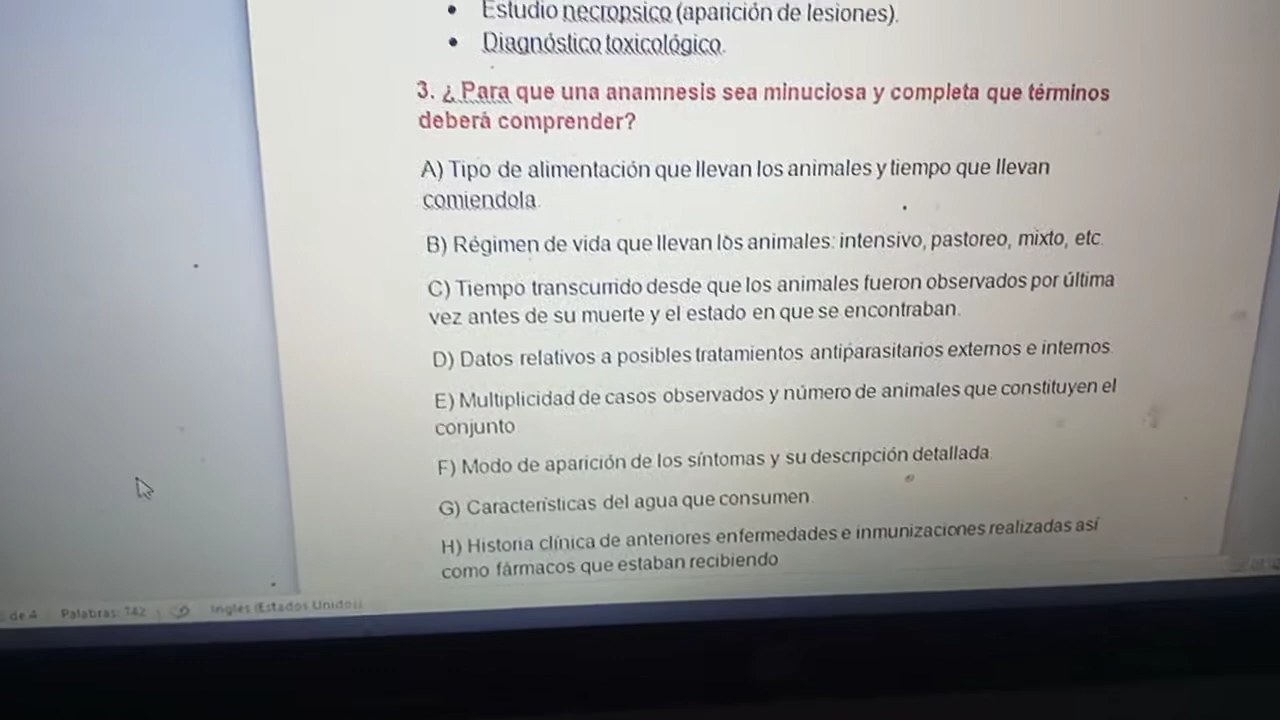 Estudio necropsico (aparición de lesiones).
Diagnóstico toxicológico.
3. ¿ Para que una anamnesis sea minuciosa y completa que términos
deberá comprender?
A) Tipo de alimentación que llevan los animales y tiempo que llevan
comiendola
B) Régimen de vida que llevan los animales: intensivo, pastoreo, mixto, etc.
C) Tiempo transcurrido desde que los animales fueron observados por última
vez antes de su muerte y el estado en que se encontraban.
D) Datos relativos a posibles tratamientos antiparasitarios externos e internos.
E) Multiplicidad de casos observados y número de animales que constituyen el
conjunto
F) Modo de aparición de los síntomas y su descripción detallada.
G) Características del agua que consumen.
H) Historia clínica de anteriores enfermedades e inmunizaciones realizadas así
como fármacos que estaban recibiendo
de 4 Palabras: 742 Inglés (Estados Unidos)